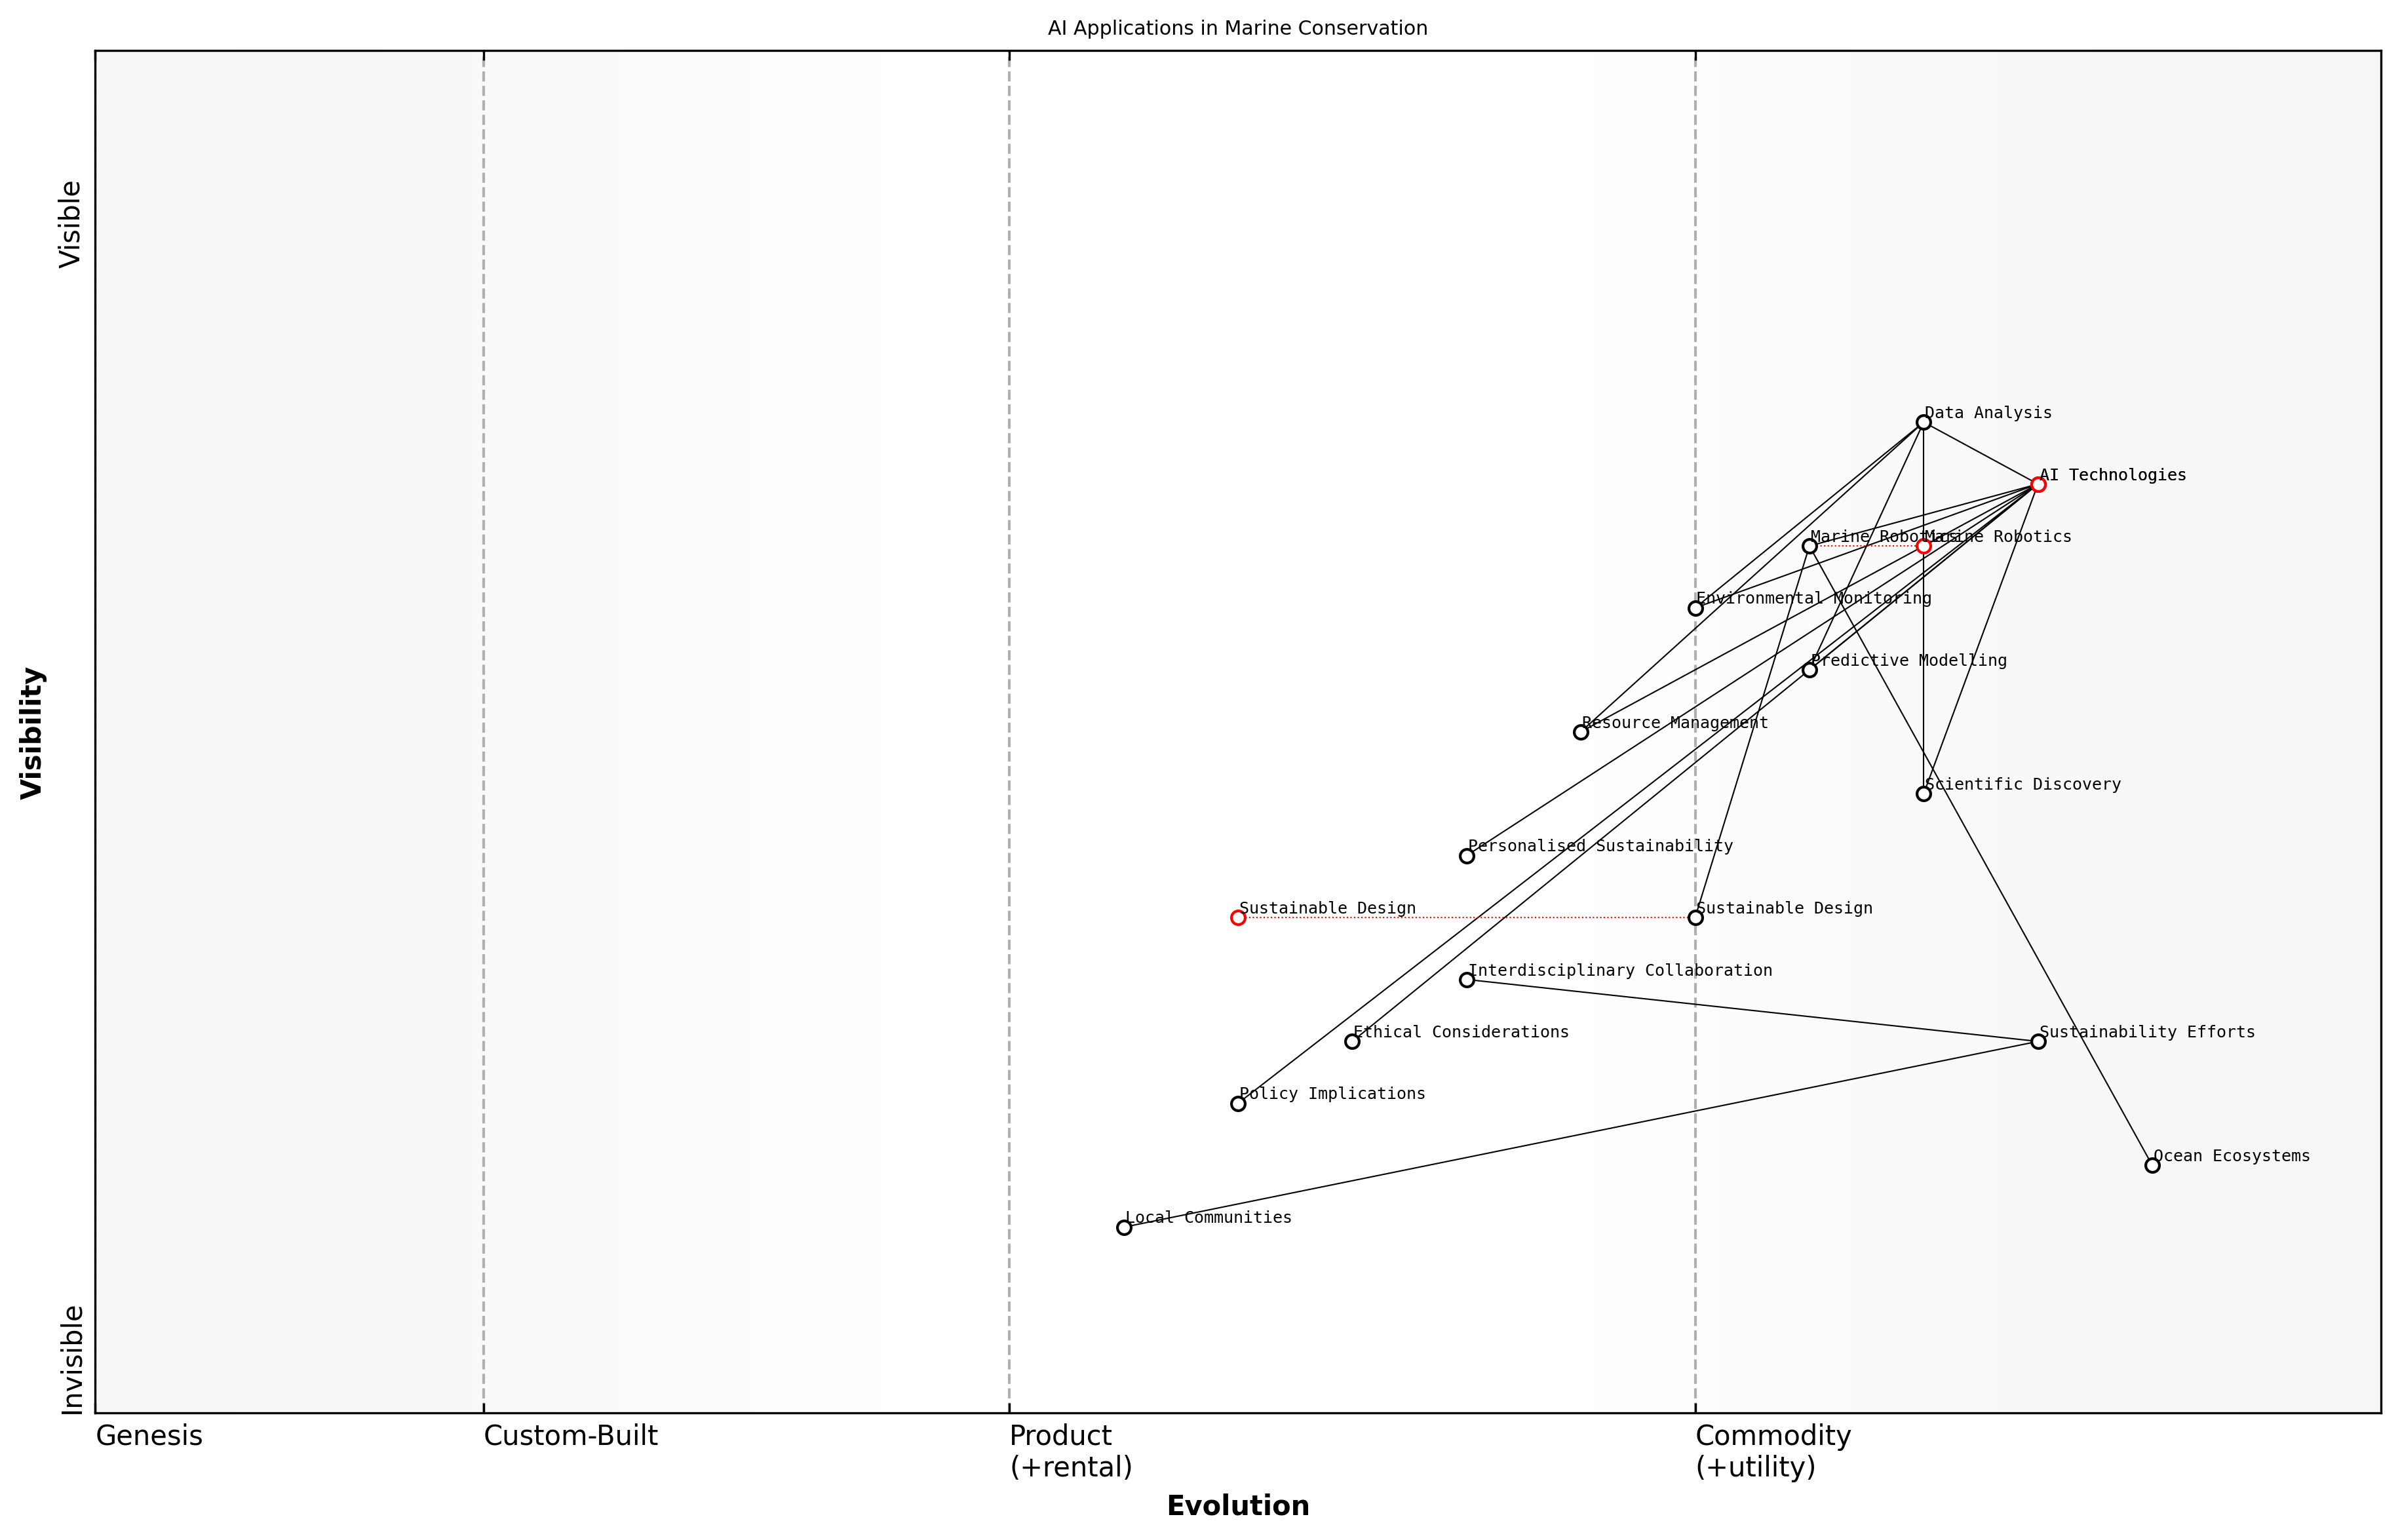 AI Applications in Marine Conservation
Visible
Data Analysis
AI Technologies
Marine Robotics
Marine Robotics
Environmental Monitoring
Predictive Modelling
Resource Management
Scientific Discovery
Personalised Sustainability
Sustainable Design
Sustainable Design
Interdisciplinary Collaboration
Ethical Considerations
Sustainability Efforts
Policy Implications
Ocean Ecosystems
Local Communities
Visibility
Invisible
Genesis
Custom-Built
Product
(+rental)
Commodity
(+utility)
Evolution